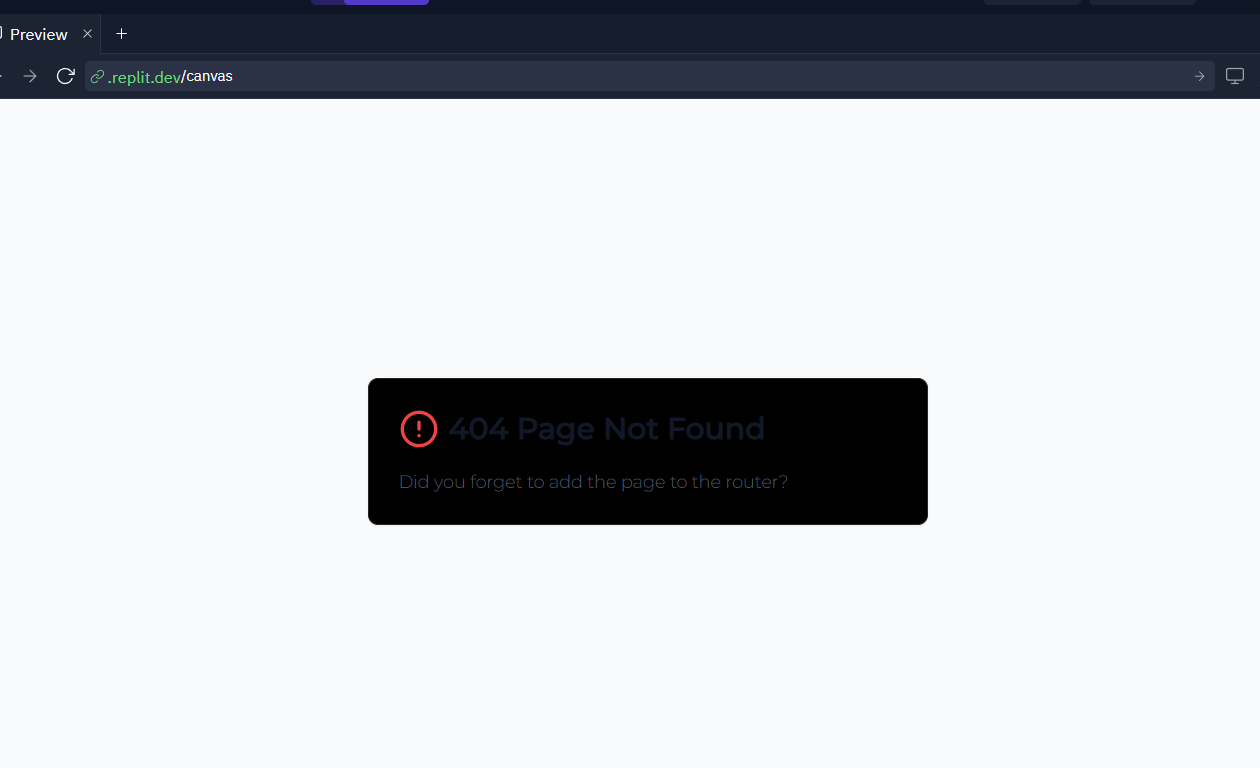 Preview
.replit.dev/canvas
404 Page Not Found
Did you forget to add the page to the router?